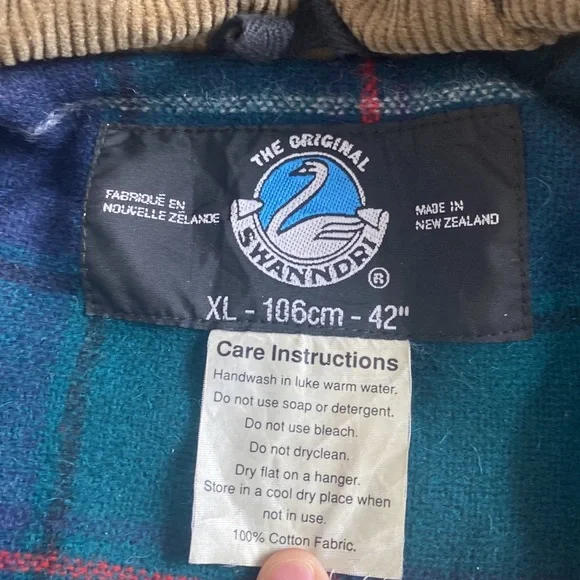 THE ORIGINAL
SWANNDRI
®
FABRIQUÉ EN
NOUVELLE ZÉLANDE
MADE IN
NEW ZEALAND
XL - 106cm - 42"
Care Instructions
Handwash in luke warm water.
Do not use soap or detergent.
Do not use bleach.
Do not dryclean.
Dry flat on a hanger.
Store in a cool dry place when
not in use.
100% Cotton Fabric.